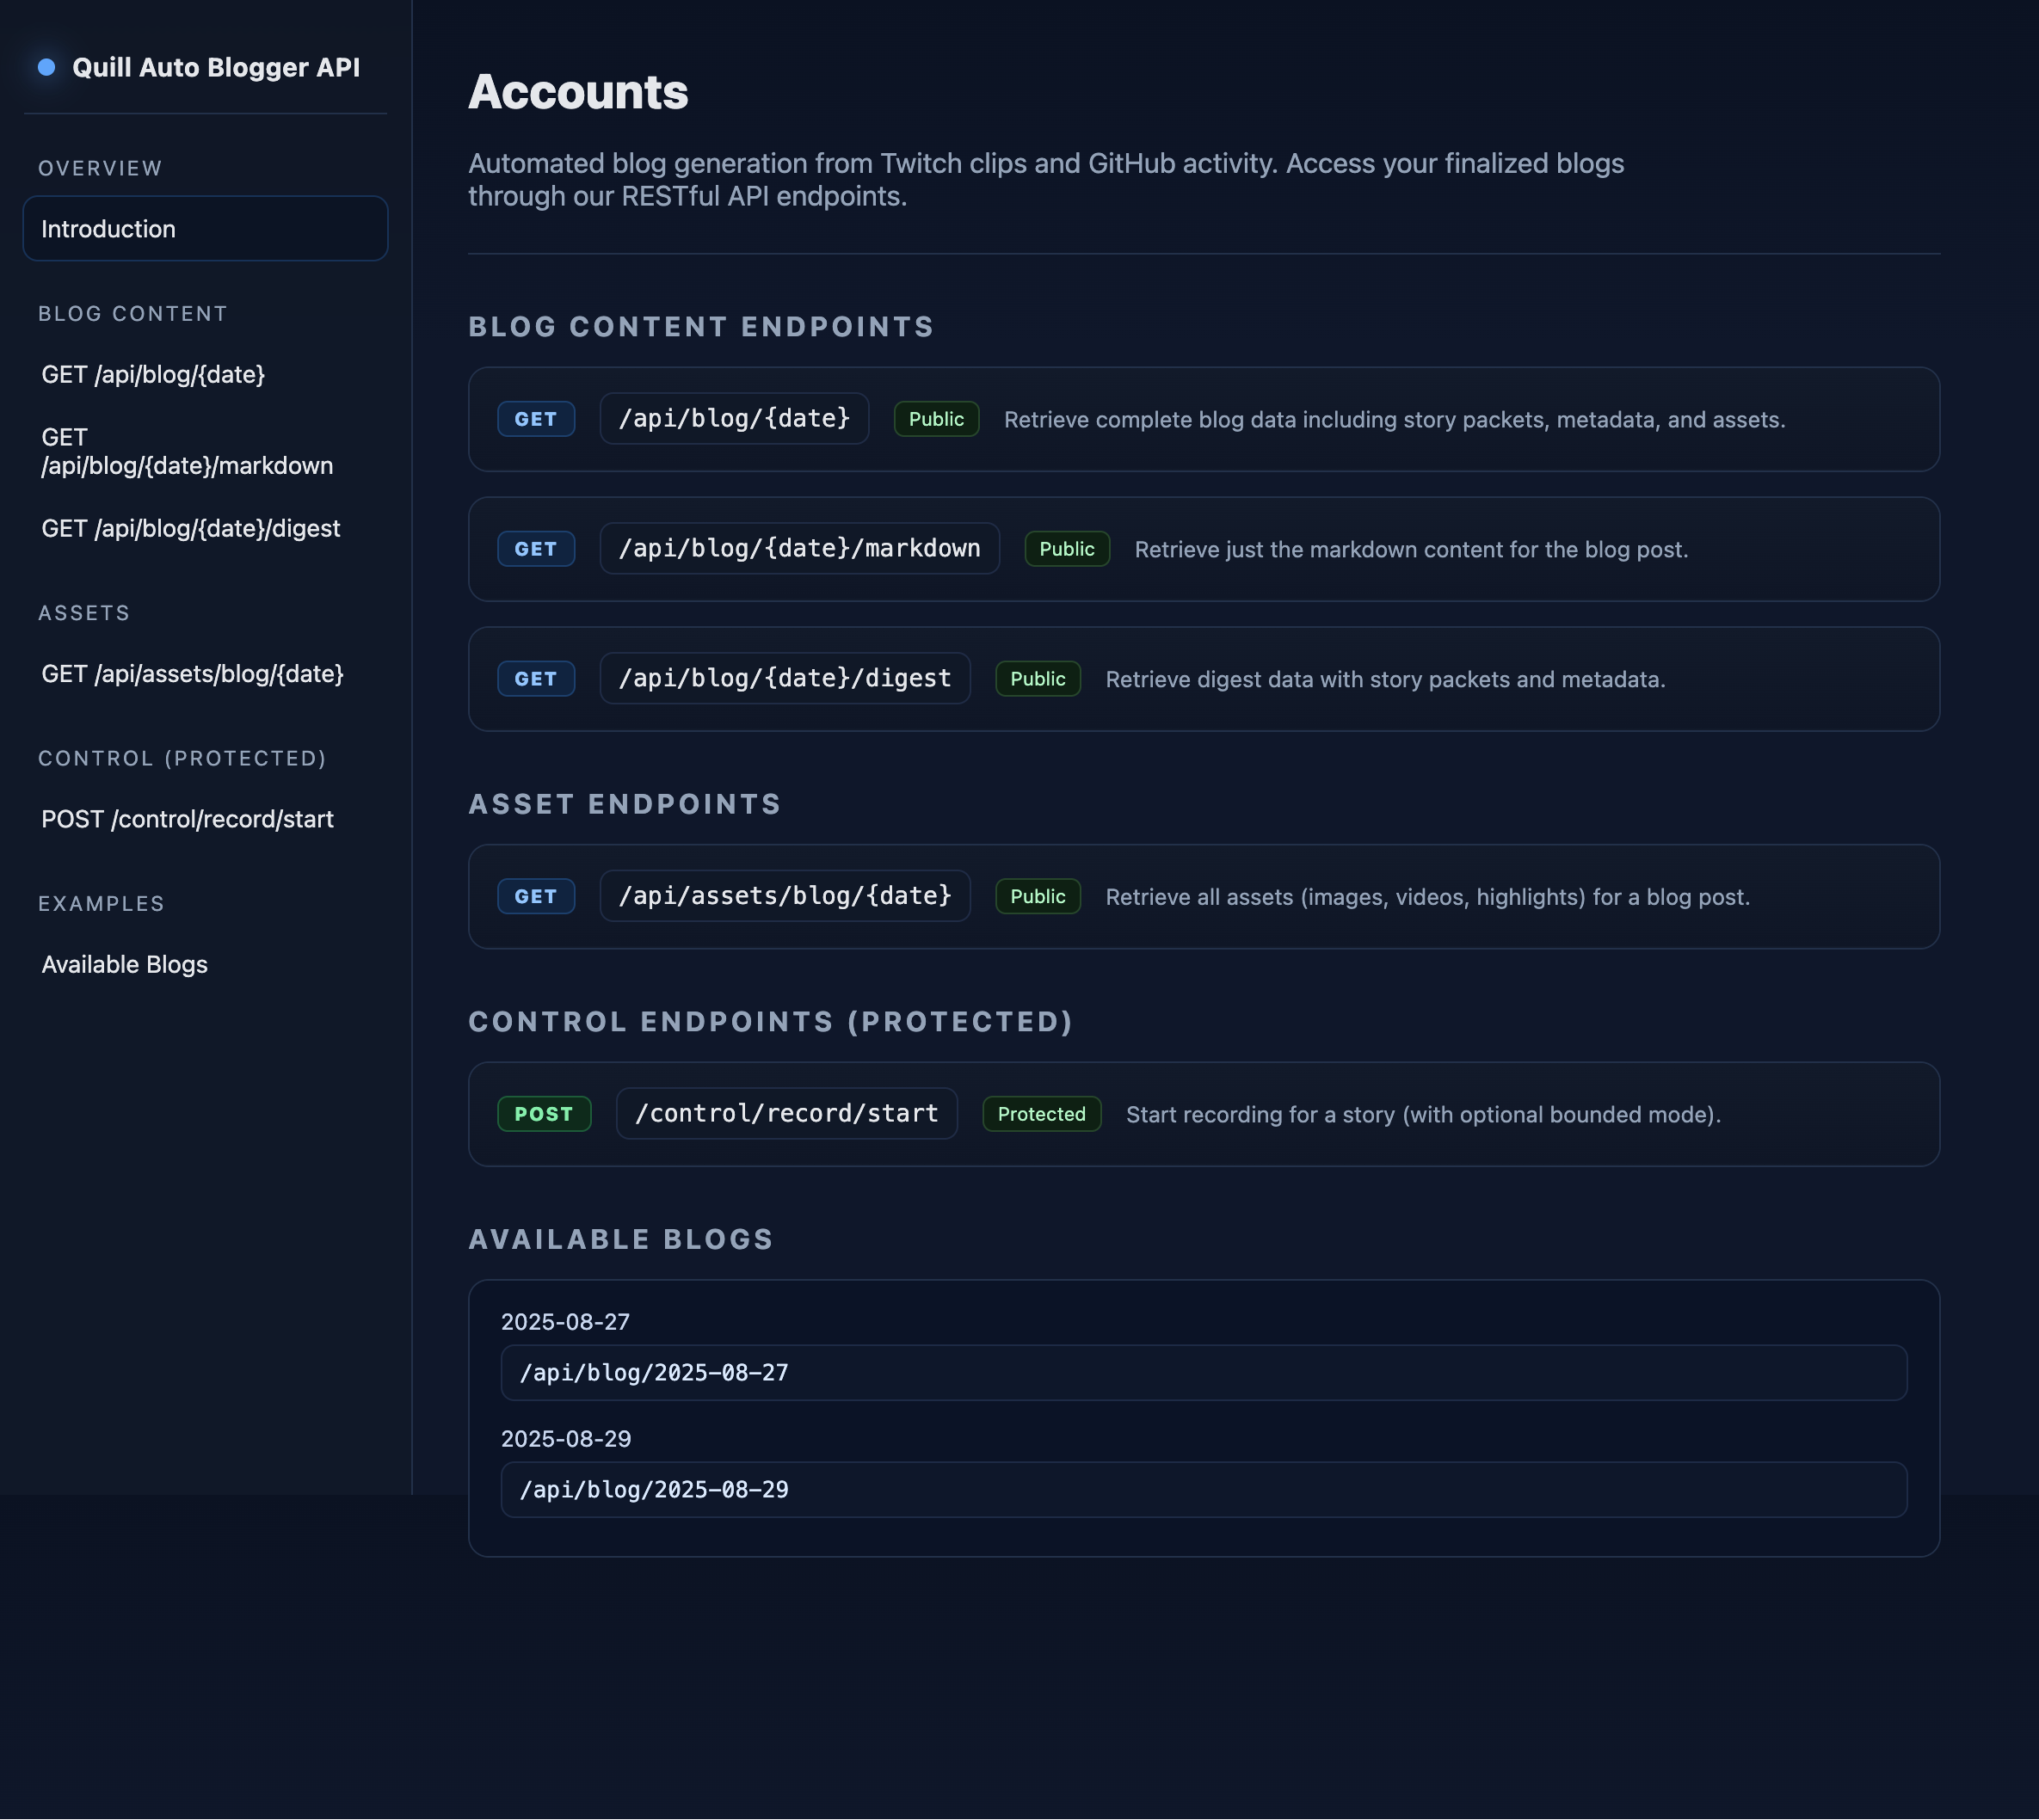 Quill Auto Blogger API
OVERVIEW
Introduction
BLOG CONTENT
GET /api/blog/{date}
GET
/api/blog/{date}/markdown
GET /api/blog/{date}/digest
ASSETS
GET /api/assets/blog/{date}
CONTROL (PROTECTED)
POST /control/record/start
EXAMPLES
Available Blogs
Accounts
Automated blog generation from Twitch clips and GitHub activity. Access your finalized blogs
through our RESTful API endpoints.
BLOG CONTENT ENDPOINTS
GET /api/blog/{date} Public Retrieve complete blog data including story packets, metadata, and assets.
GET /api/blog/{date}/markdown Public Retrieve just the markdown content for the blog post.
GET /api/blog/{date}/digest Public Retrieve digest data with story packets and metadata.
ASSET ENDPOINTS
GET /api/assets/blog/{date} Public Retrieve all assets (images, videos, highlights) for a blog post.
CONTROL ENDPOINTS (PROTECTED)
POST /control/record/start Protected Start recording for a story (with optional bounded mode).
AVAILABLE BLOGS
2025-08-27
/api/blog/2025-08-27
2025-08-29
/api/blog/2025-08-29